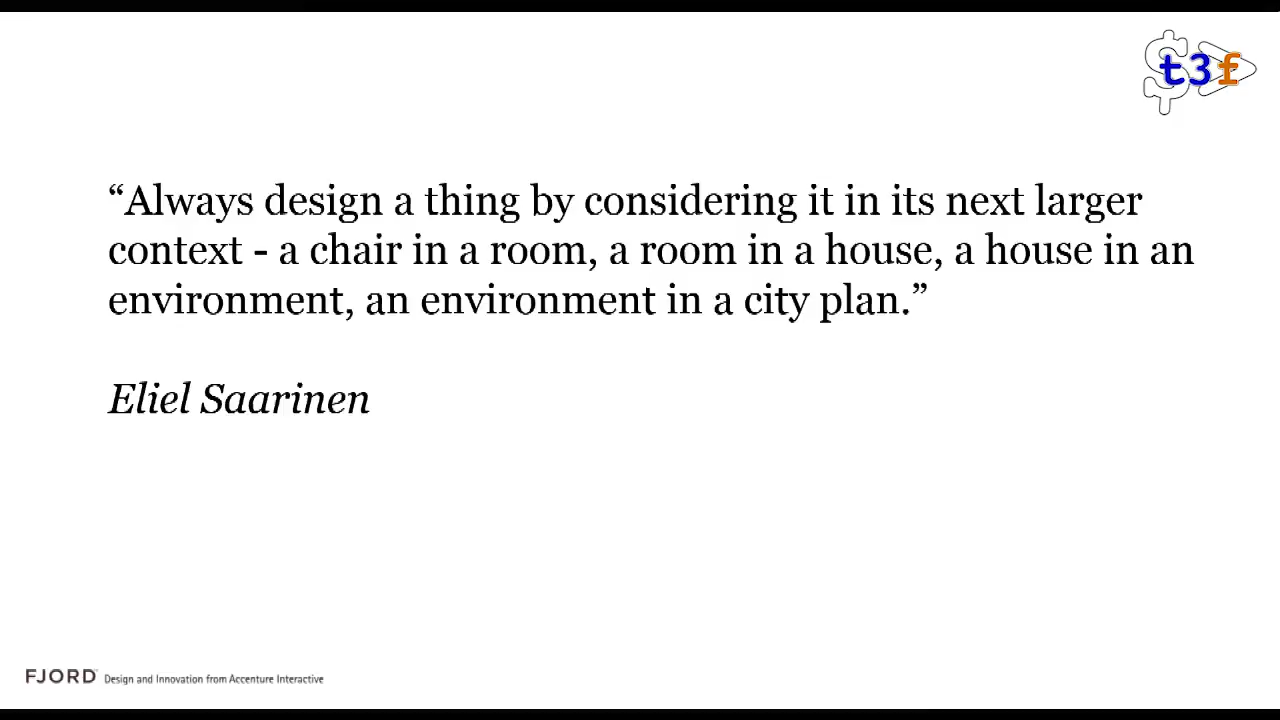 t3f
“Always design a thing by considering it in its next larger
context - a chair in a room, a room in a house, a house in an
environment, an environment in a city plan.”
Eliel Saarinen
FJORD Design and Innovation from Accenture Interactive